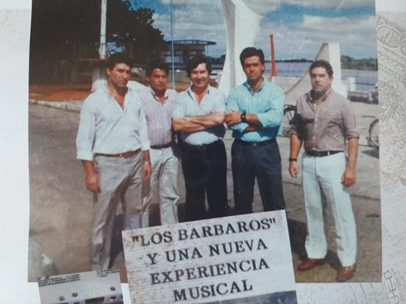 "LOS BARBAROS"
Y UNA NUEVA
EXPERIENCIA
MUSICAL